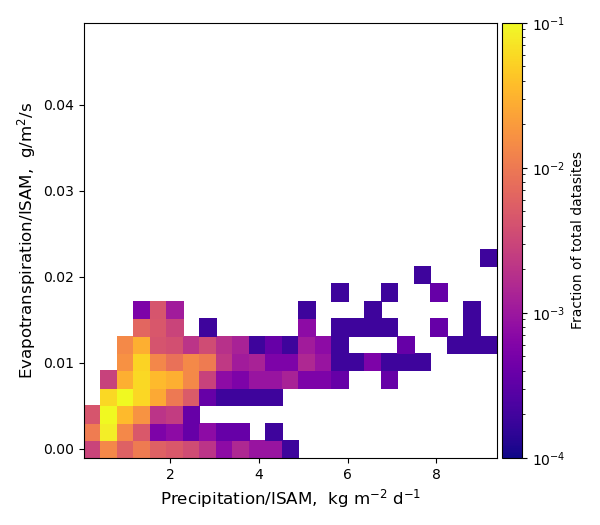 10⁻¹
0.04
10⁻²
0.03
0.02
10⁻³
0.01
0.00
10⁻⁴
2 4 6 8
Precipitation/ISAM, kg m⁻² d⁻¹
Evapotranspiration/ISAM, g/m²/s
Fraction of total datasites